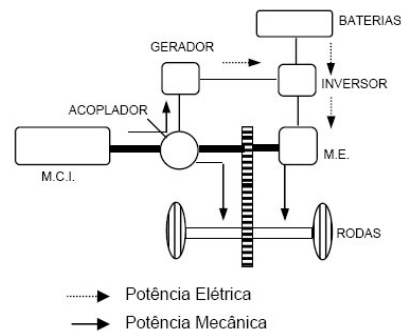 BATERIAS
GERADOR
INVERSOR
ACOPLADOR
M.C.I.
M.E.
RODAS
Potência Elétrica
Potência Mecânica